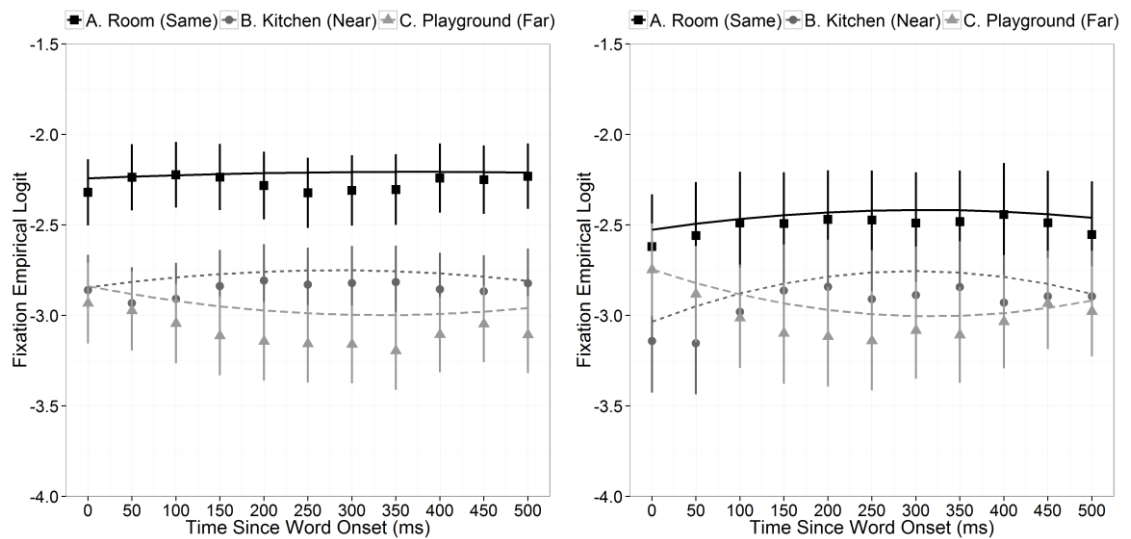 A. Room (Same) B. Kitchen (Near) C. Playground (Far)
-1.5
-2.0
-2.5
-3.0
-3.5
-4.0
Fixation Empirical Logit
0 50 100 150 200 250 300 350 400 450 500
Time Since Word Onset (ms)
A. Room (Same) B. Kitchen (Near) C. Playground (Far)
-1.5
-2.0
-2.5
-3.0
-3.5
-4.0
Fixation Empirical Logit
0 50 100 150 200 250 300 350 400 450 500
Time Since Word Onset (ms)